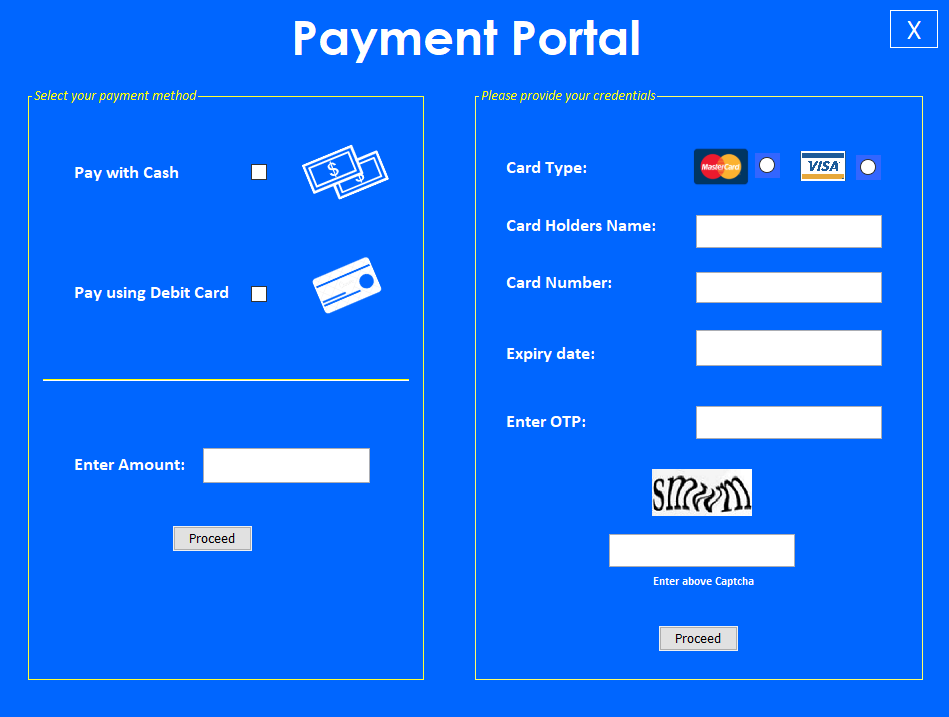 Payment Portal
X
Select your payment method
Pay with Cash
$
$
Pay using Debit Card
Enter Amount:
Proceed
Please provide your credentials
Card Type:
MasterCard
VISA
Card Holders Name:
Card Number:
Expiry date:
Enter OTP:
smwm
Enter above Captcha
Proceed